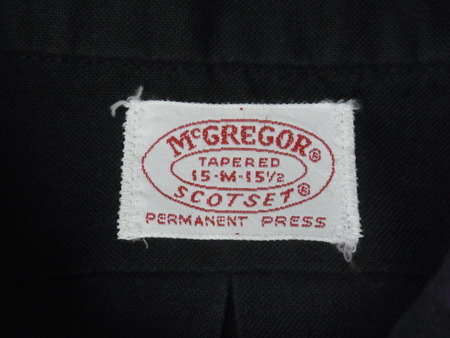 McGREGOR®
TAPERED
15-M-15½
SCOTSET®
PERMANENT PRESS